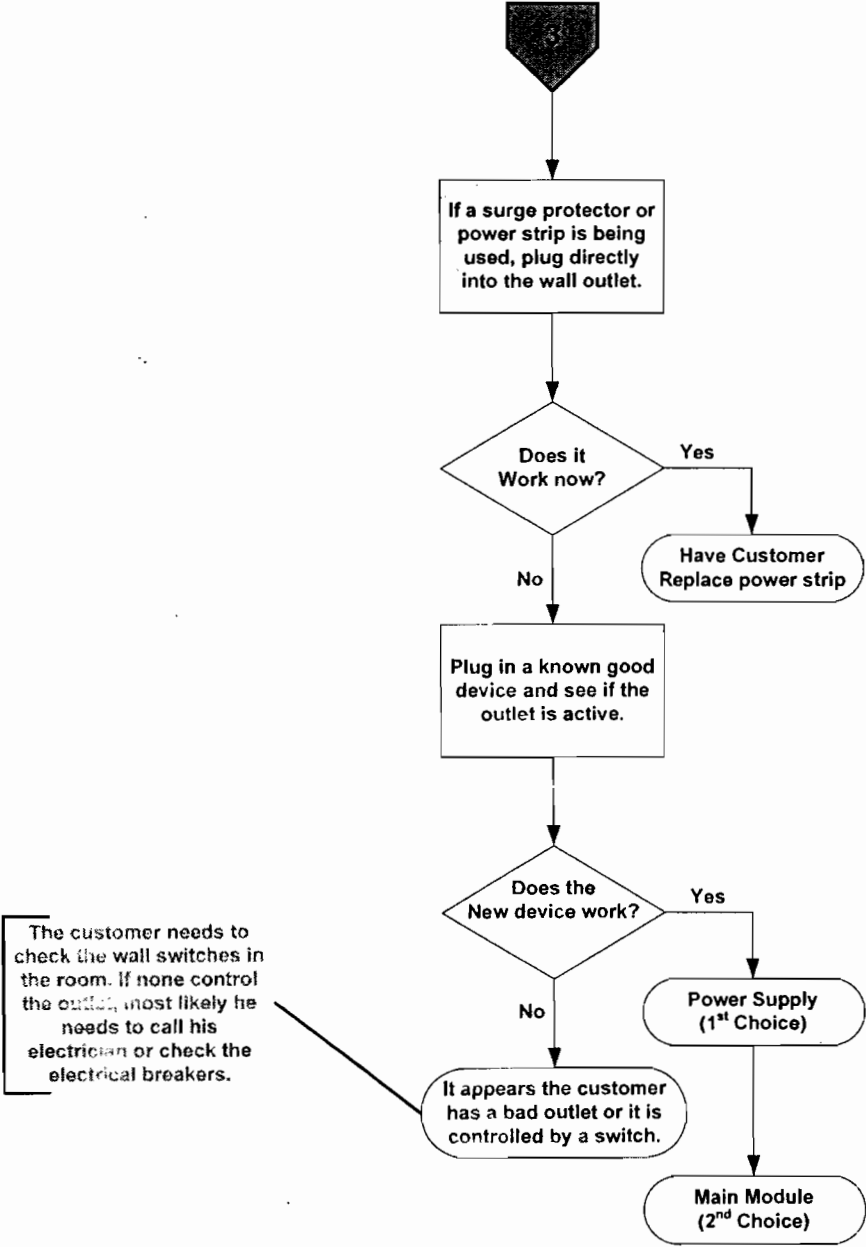 If a surge protector or
power strip is being
used, plug directly
into the wall outlet.
Does it
Work now?
Yes
Have Customer
Replace power strip
No
Plug in a known good
device and see if the
outlet is active.
Does the
New device work?
Yes
Power Supply
(1st Choice)
No
The customer needs to
check the wall switches in
the room. If none control
the outlet, most likely he
needs to call his
electrician or check the
electrical breakers.
It appears the customer
has a bad outlet or it is
controlled by a switch.
Main Module
(2nd Choice)